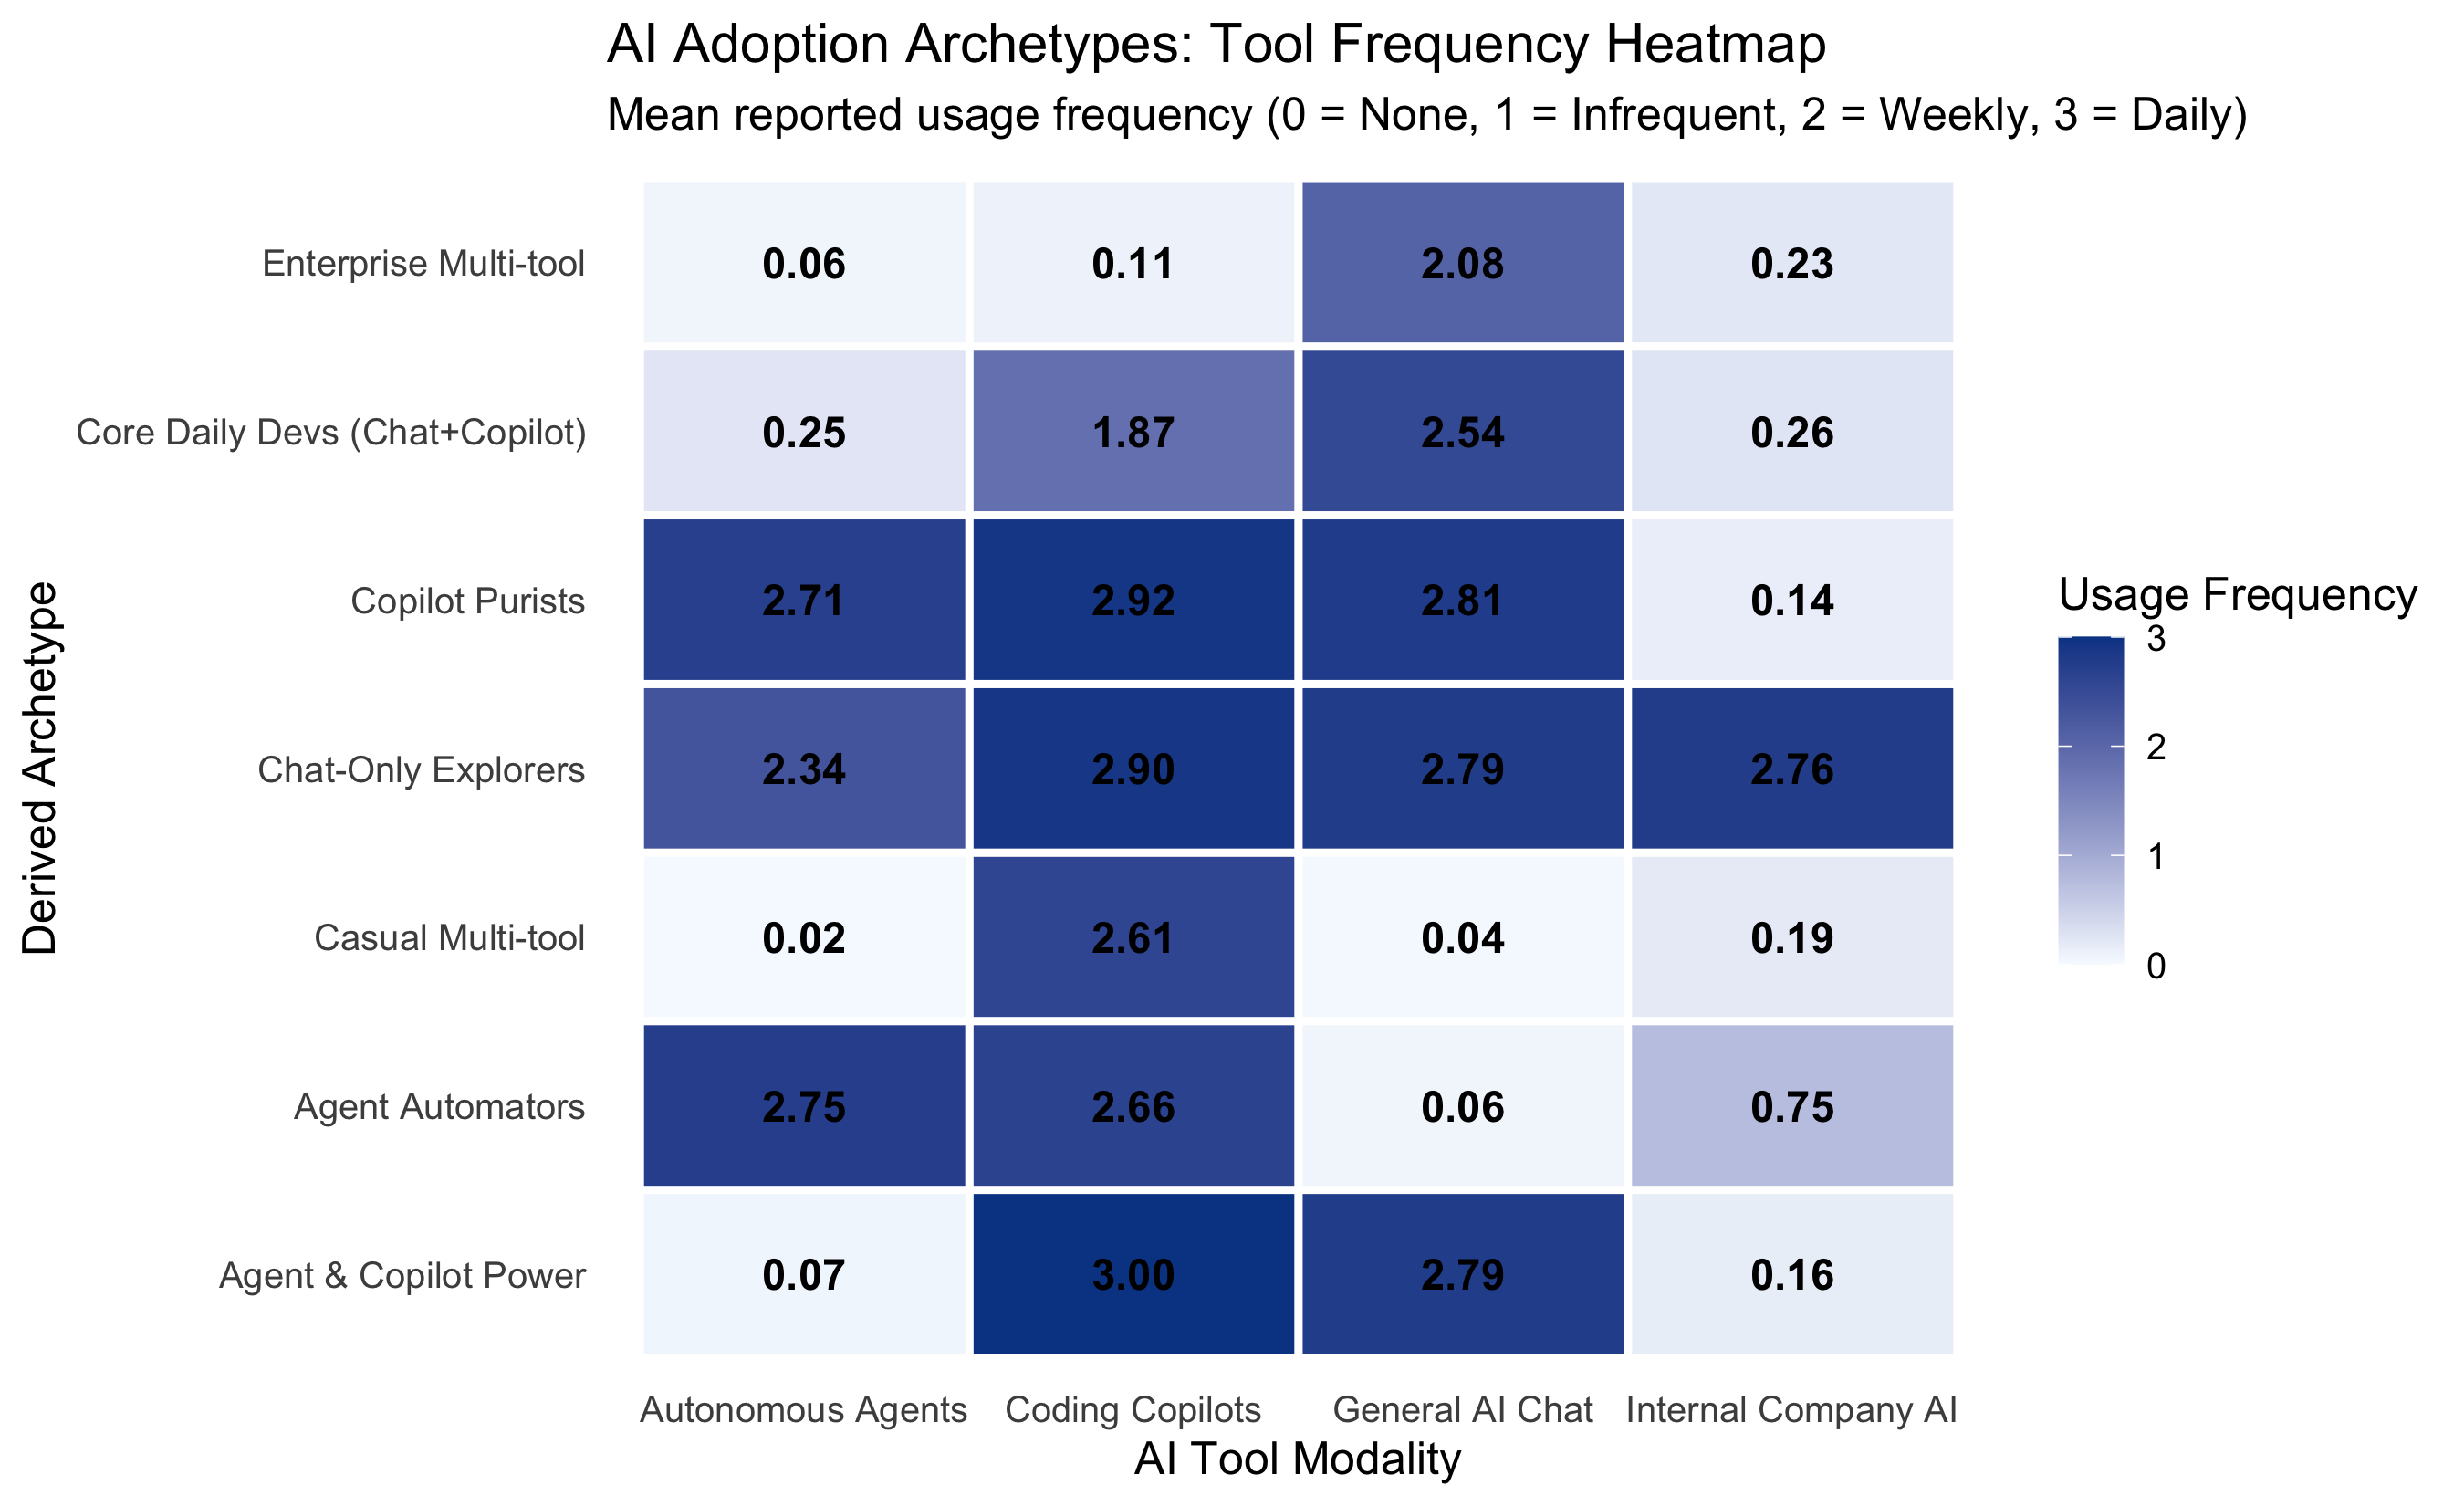 AI Adoption Archetypes: Tool Frequency Heatmap
Mean reported usage frequency (0 = None, 1 = Infrequent, 2 = Weekly, 3 = Daily)
Derived Archetype
Enterprise Multi-tool 0.06 0.11 2.08 0.23
Core Daily Devs (Chat+Copilot) 0.25 1.87 2.54 0.26
Copilot Purists 2.71 2.92 2.81 0.14
Chat-Only Explorers 2.34 2.90 2.79 2.76
Casual Multi-tool 0.02 2.61 0.04 0.19
Agent Automators 2.75 2.66 0.06 0.75
Agent & Copilot Power 0.07 3.00 2.79 0.16
Autonomous Agents Coding Copilots General AI Chat Internal Company AI
AI Tool Modality
Usage Frequency
3
2
1
0